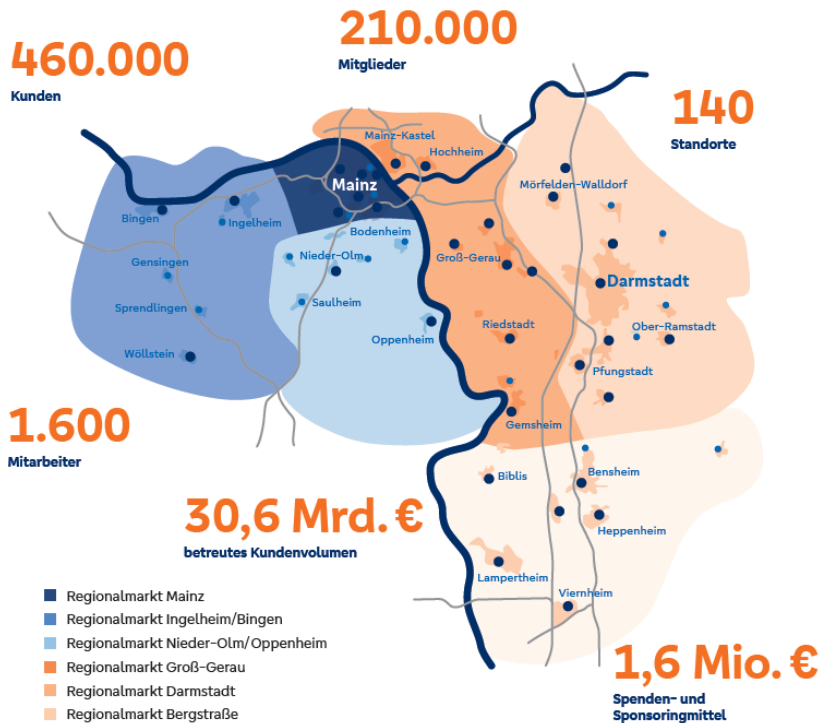 210.000
Mitglieder
460.000
Kunden
140
Standorte
Mainz-Kastel
Hochheim
Mainz
Mörfelden-Walldorf
Bingen
Ingelheim
Bodenheim
Gensingen
Nieder-Olm
Groß-Gerau
Darmstadt
Sprendlingen
Saulheim
Oppenheim
Riedstadt
Ober-Ramstadt
Wöllstein
Pfungstadt
1.600
Mitarbeiter
Gemsheim
Biblis
Bensheim
30,6 Mrd. €
betreutes Kundenvolumen
Heppenheim
Lampertheim
Viernheim
Regionalmarkt Mainz
Regionalmarkt Ingelheim/Bingen
Regionalmarkt Nieder-Olm/Oppenheim
Regionalmarkt Groß-Gerau
Regionalmarkt Darmstadt
Regionalmarkt Bergstraße
1,6 Mio. €
Spenden- und
Sponsoringmittel